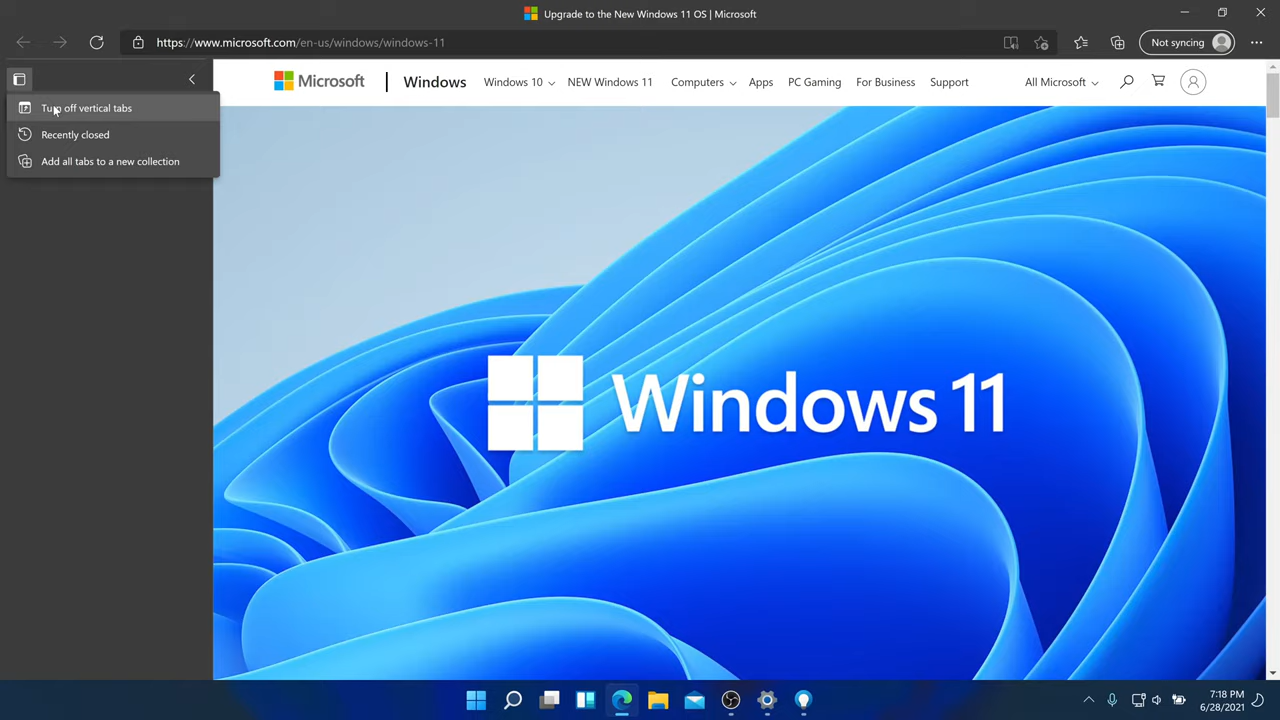 Upgrade to the New Windows 11 OS | Microsoft
https://www.microsoft.com/en-us/windows/windows-11
Not syncing
Microsoft
Windows
Windows 10
NEW Windows 11
Computers
Apps
PC Gaming
For Business
Support
All Microsoft
Turn off vertical tabs
Recently closed
Add all tabs to a new collection
Windows 11
7:18 PM
6/28/2021